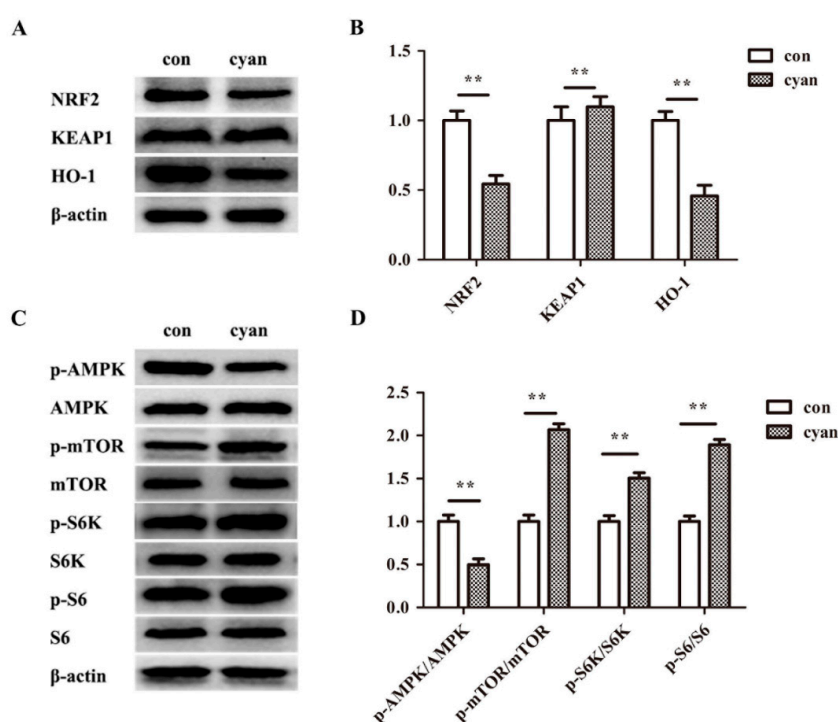 A
con cyan
NRF2
KEAP1
HO-1
β-actin
B
1.5
1.0
0.5
0.0
** ** **
NRF2
KEAP1
HO-1
con
cyan
C
con cyan
p-AMPK
AMPK
p-mTOR
mTOR
p-S6K
S6K
p-S6
S6
β-actin
D
2.5
2.0
1.5
1.0
0.5
0.0
**
**
**
**
p-AMPK/AMPK
p-mTOR/mTOR
p-S6K/S6K
p-S6/S6
con
cyan